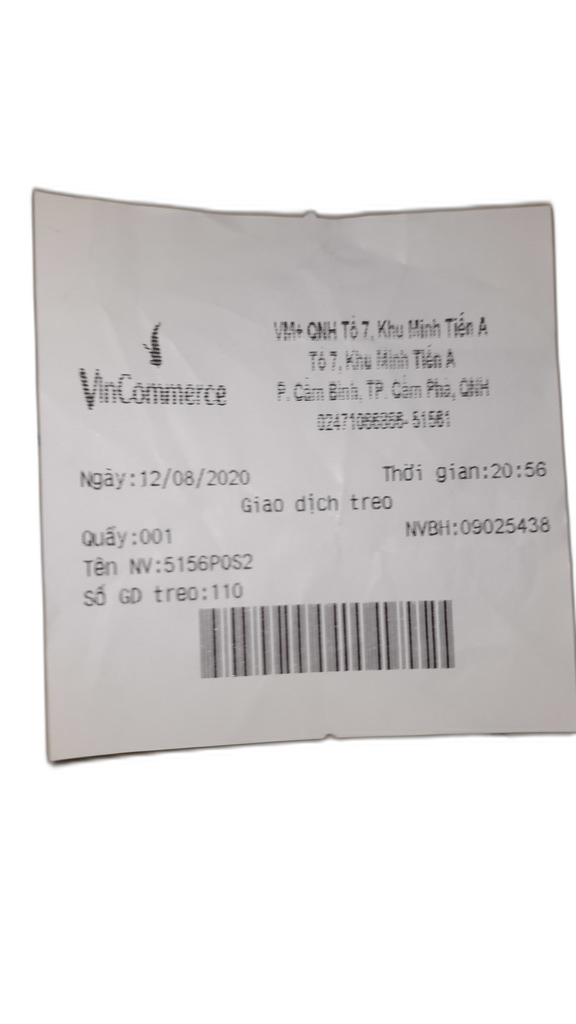 VinCommerce
VM+ QNH Tổ 7, Khu Minh Tiến A
Tổ 7, Khu Minh Tiến A
P. Cẩm Bình, TP. Cẩm Phả, QNH
Ngày:12/08/2020 Thời gian:20:56
Giao dịch treo
Quầy:001 NVBH:09025438
Tên NV:5156POS2
Số GD treo:110